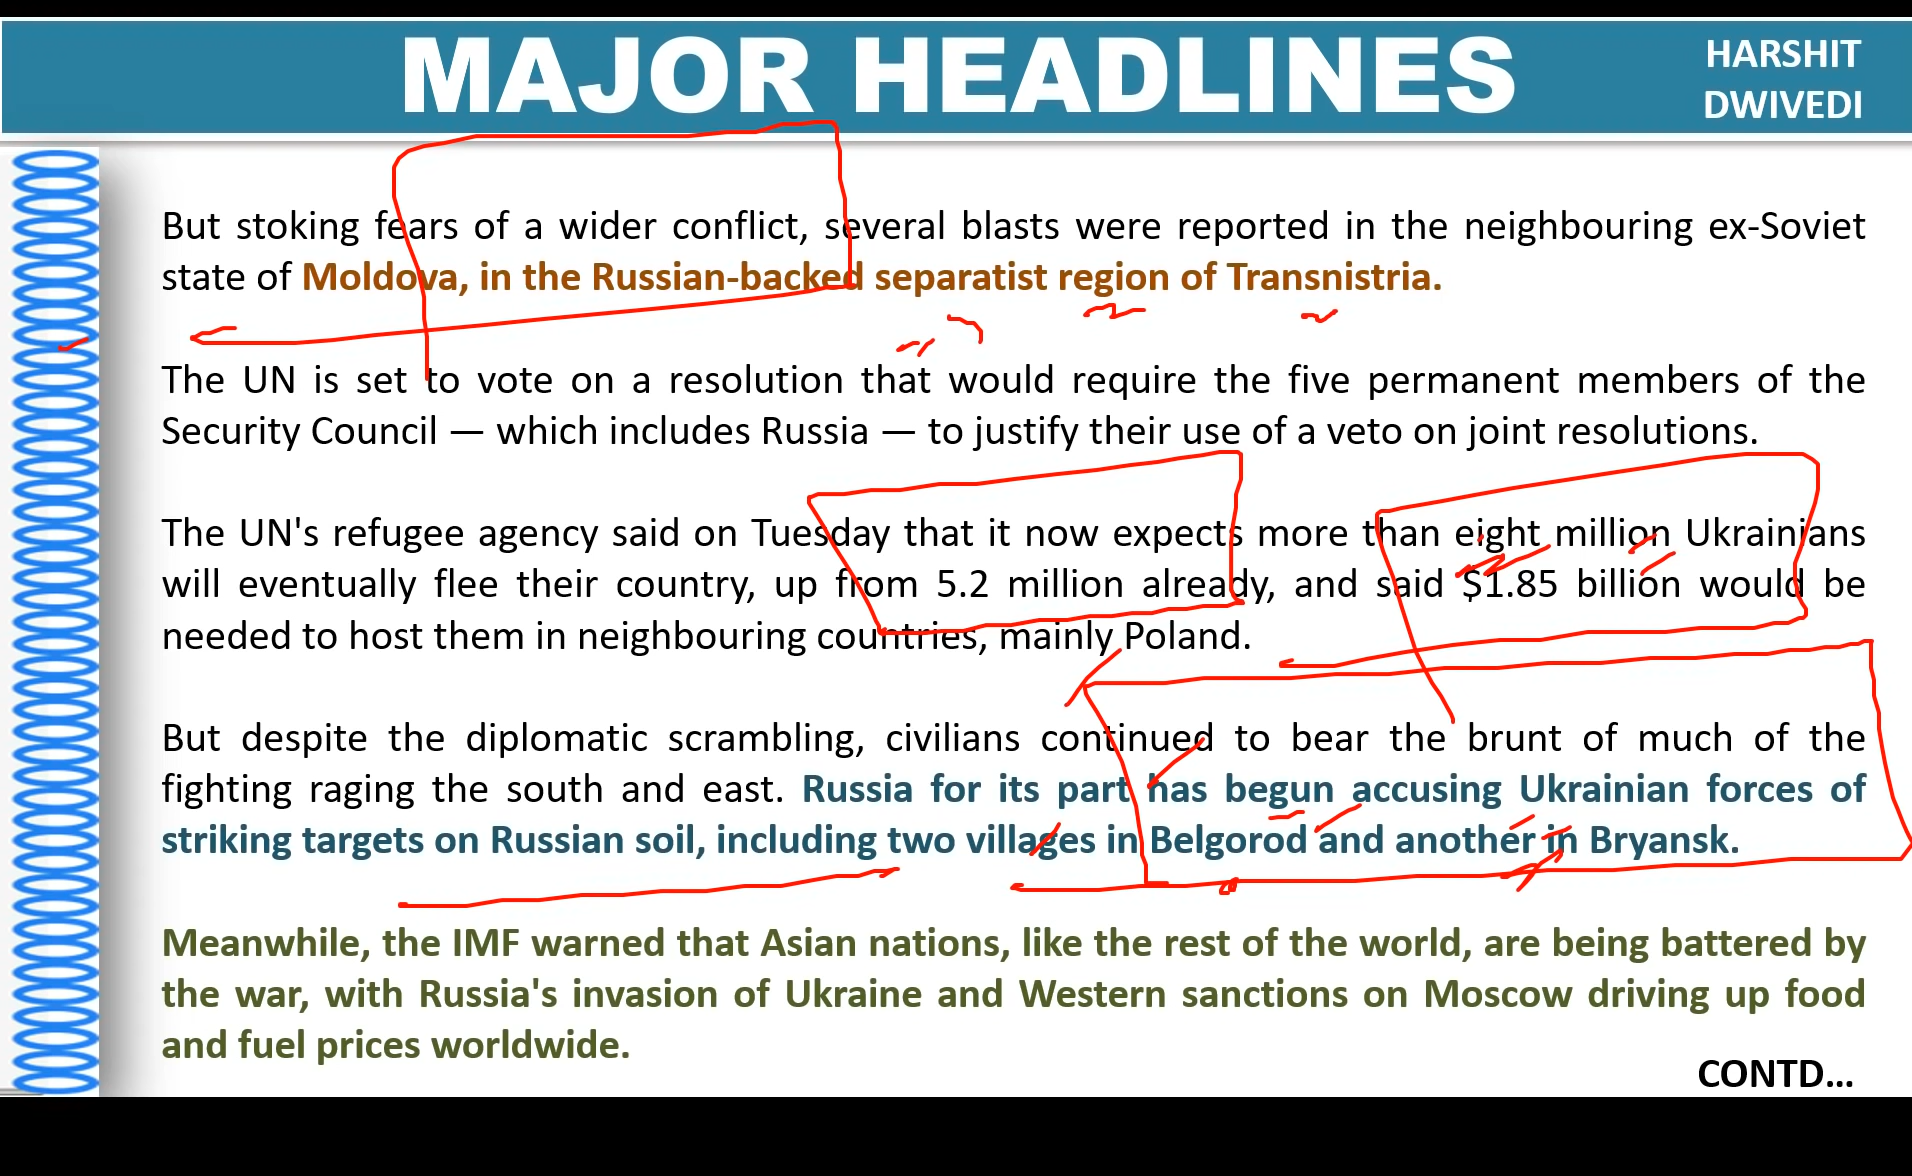 MAJOR HEADLINES
HARSHIT
DWIVEDI
But stoking fears of a wider conflict, several blasts were reported in the neighbouring ex-Soviet
state of Moldova, in the Russian-backed separatist region of Transnistria.
The UN is set to vote on a resolution that would require the five permanent members of the
Security Council — which includes Russia — to justify their use of a veto on joint resolutions.
The UN's refugee agency said on Tuesday that it now expects more than eight million Ukrainians
will eventually flee their country, up from 5.2 million already, and said $1.85 billion would be
needed to host them in neighbouring countries, mainly Poland.
But despite the diplomatic scrambling, civilians continued to bear the brunt of much of the
fighting raging the south and east. Russia for its part has begun accusing Ukrainian forces of
striking targets on Russian soil, including two villages in Belgorod and another in Bryansk.
Meanwhile, the IMF warned that Asian nations, like the rest of the world, are being battered by
the war, with Russia's invasion of Ukraine and Western sanctions on Moscow driving up food
and fuel prices worldwide.
CONTD...